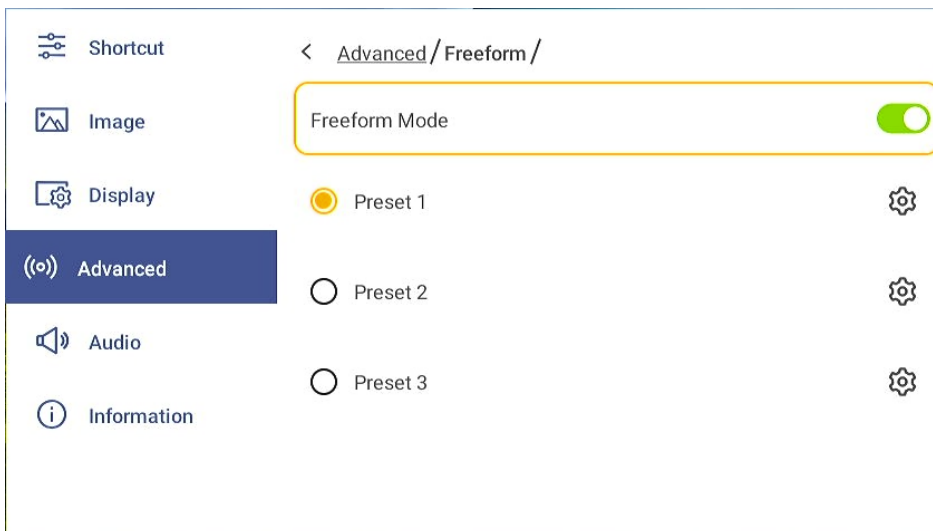 Shortcut
Image
Display
Advanced
Audio
Information
Advanced/Freeform/
Freeform Mode
Preset 1
Preset 2
Preset 3